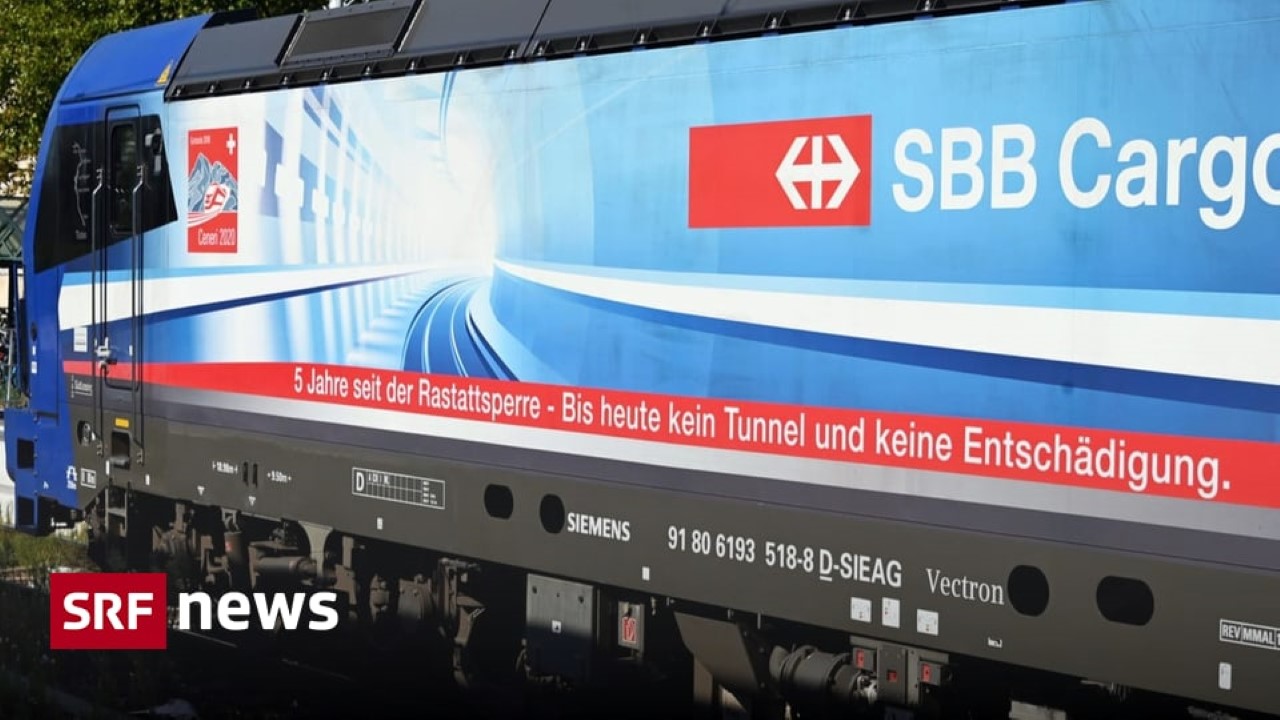 SBB Cargo
Ceneri 2020
5 Jahre seit der Rastattsperre - Bis heute kein Tunnel und keine Entschädigung.
D
SIEMENS
91 80 6193 518-8 D-SIEAG
Vectron
SRF news